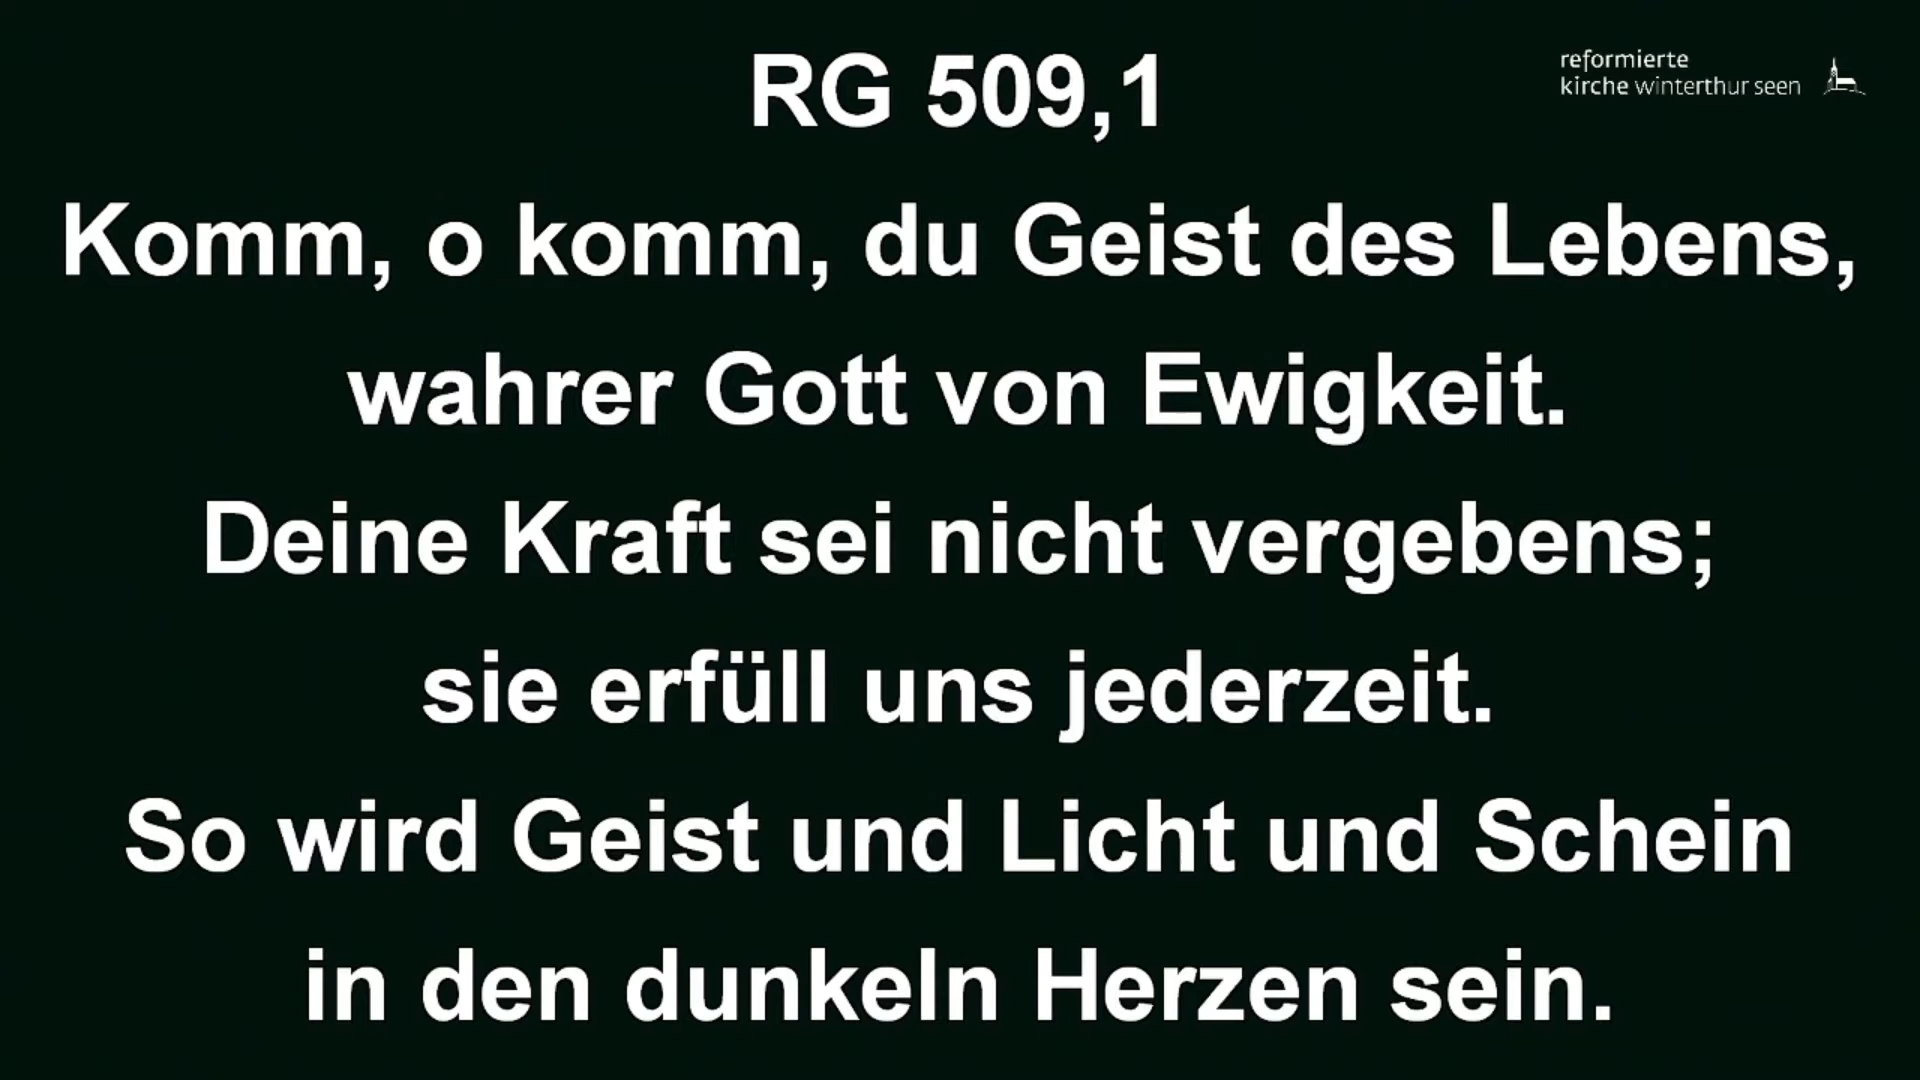 RG 509,1
reformierte
kirche winterthur seen
Komm, o komm, du Geist des Lebens,
wahrer Gott von Ewigkeit.
Deine Kraft sei nicht vergebens;
sie erfüll uns jederzeit.
So wird Geist und Licht und Schein
in den dunkeln Herzen sein.